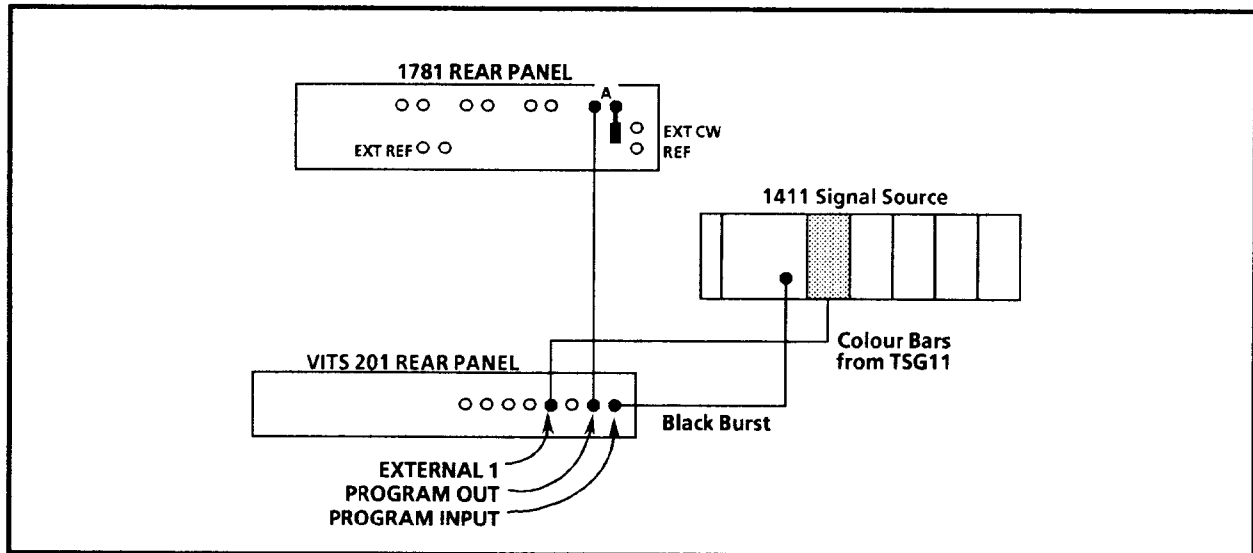 1781 REAR PANEL
A
EXT CW
REF
EXT REF
1411 Signal Source
Colour Bars
from TSG11
VITS 201 REAR PANEL
Black Burst
EXTERNAL 1
PROGRAM OUT
PROGRAM INPUT